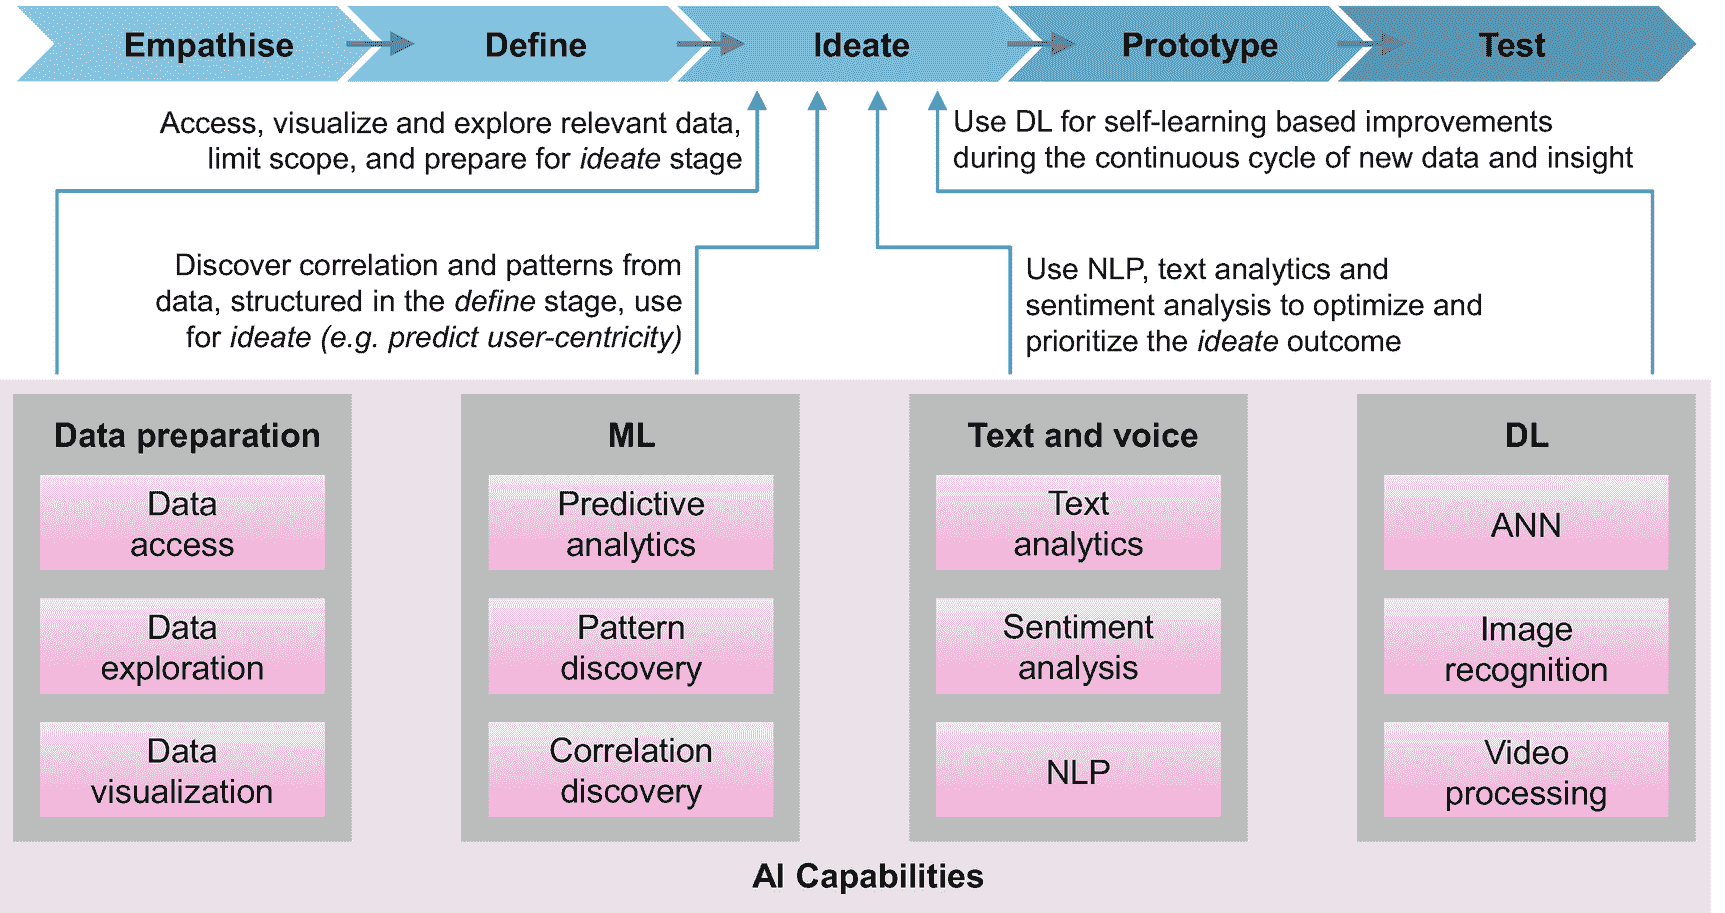 Empathise
Define
Ideate
Prototype
Test
Access, visualize and explore relevant data,
limit scope, and prepare for ideate stage
Use DL for self-learning based improvements
during the continuous cycle of new data and insight
Discover correlation and patterns from
data, structured in the define stage, use
for ideate (e.g. predict user-centricity)
Use NLP, text analytics and
sentiment analysis to optimize and
prioritize the ideate outcome
Data preparation
Data
access
Data
exploration
Data
visualization
ML
Predictive
analytics
Pattern
discovery
Correlation
discovery
Text and voice
Text
analytics
Sentiment
analysis
NLP
DL
ANN
Image
recognition
Video
processing
AI Capabilities